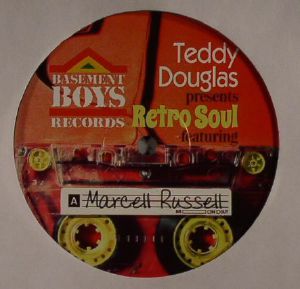 BASEMENT
BOYS
RECORDS
Teddy
Douglas
presents
Retro Soul
featuring
A Marcell Russell